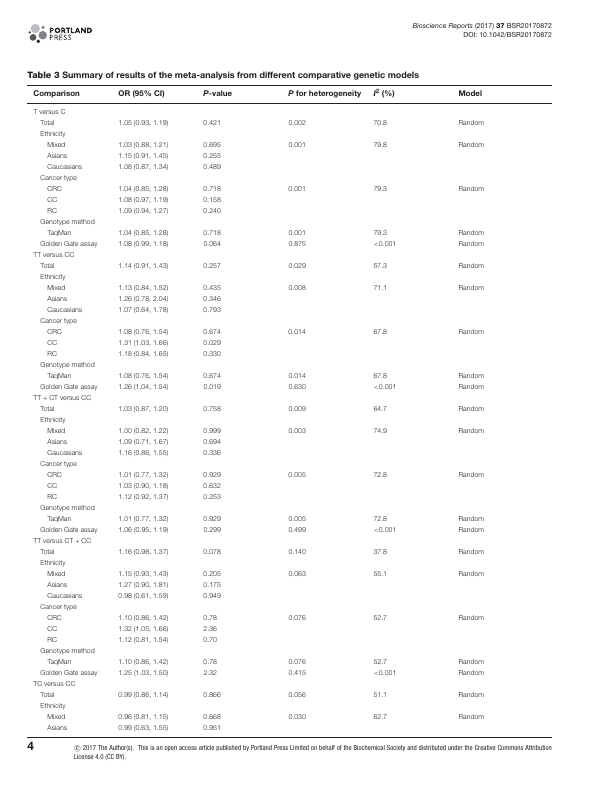 PORTLAND
PRESS
Bioscience Reports (2017) 37 BSR20170872
DOI: 10.1042/BSR20170872
Table 3 Summary of results of the meta-analysis from different comparative genetic models
Comparison OR (95% CI) P-value P for heterogeneity I² (%) Model
T versus C
Total 1.05 (0.93, 1.19) 0.421 0.002 70.8 Random
Ethnicity
Mixed 1.03 (0.88, 1.21) 0.695 0.001 79.8 Random
Asians 1.15 (0.91, 1.45) 0.255
Caucasians 1.08 (0.87, 1.34) 0.489
Cancer type
CRC 1.04 (0.85, 1.28) 0.718 0.001 79.3 Random
CC 1.08 (0.97, 1.19) 0.158
RC 1.09 (0.94, 1.27) 0.240
Genotype method
TaqMan 1.04 (0.85, 1.28) 0.718 0.001 79.3 Random
Golden Gate assay 1.08 (0.99, 1.18) 0.064 0.875 <0.001 Random
TT versus CC
Total 1.14 (0.91, 1.43) 0.257 0.029 57.3 Random
Ethnicity
Mixed 1.13 (0.84, 1.52) 0.435 0.008 71.1 Random
Asians 1.26 (0.78, 2.04) 0.346
Caucasians 1.07 (0.64, 1.78) 0.793
Cancer type
CRC 1.08 (0.76, 1.54) 0.674 0.014 67.8 Random
CC 1.31 (1.03, 1.66) 0.029
RC 1.18 (0.84, 1.65) 0.330
Genotype method
TaqMan 1.08 (0.76, 1.54) 0.674 0.014 67.8 Random
Golden Gate assay 1.26 (1.04, 1.54) 0.019 0.630 <0.001 Random
TT + CT versus CC
Total 1.03 (0.87, 1.20) 0.758 0.009 64.7 Random
Ethnicity
Mixed 1.00 (0.82, 1.22) 0.999 0.003 74.9 Random
Asians 1.09 (0.71, 1.67) 0.694
Caucasians 1.16 (0.86, 1.55) 0.336
Cancer type
CRC 1.01 (0.77, 1.32) 0.929 0.005 72.8 Random
CC 1.03 (0.90, 1.18) 0.632
RC 1.12 (0.92, 1.37) 0.253
Genotype method
TaqMan 1.01 (0.77, 1.32) 0.929 0.005 72.8 Random
Golden Gate assay 1.06 (0.95, 1.19) 0.299 0.499 <0.001 Random
TT versus CT + CC
Total 1.16 (0.98, 1.37) 0.078 0.140 37.8 Random
Ethnicity
Mixed 1.15 (0.93, 1.43) 0.205 0.063 55.1 Random
Asians 1.27 (0.90, 1.81) 0.175
Caucasians 0.98 (0.61, 1.59) 0.949
Cancer type
CRC 1.10 (0.86, 1.42) 0.78 0.076 52.7 Random
CC 1.32 (1.05, 1.66) 2.36
RC 1.12 (0.81, 1.54) 0.70
Genotype method
TaqMan 1.10 (0.86, 1.42) 0.78 0.076 52.7 Random
Golden Gate assay 1.25 (1.03, 1.50) 2.32 0.415 <0.001 Random
TC versus CC
Total 0.99 (0.86, 1.14) 0.866 0.056 51.1 Random
Ethnicity
Mixed 0.96 (0.81, 1.15) 0.668 0.030 62.7 Random
Asians 0.99 (0.63, 1.55) 0.951
4
© 2017 The Author(s). This is an open access article published by Portland Press Limited on behalf of the Biochemical Society and distributed under the Creative Commons Attribution
License 4.0 (CC BY).